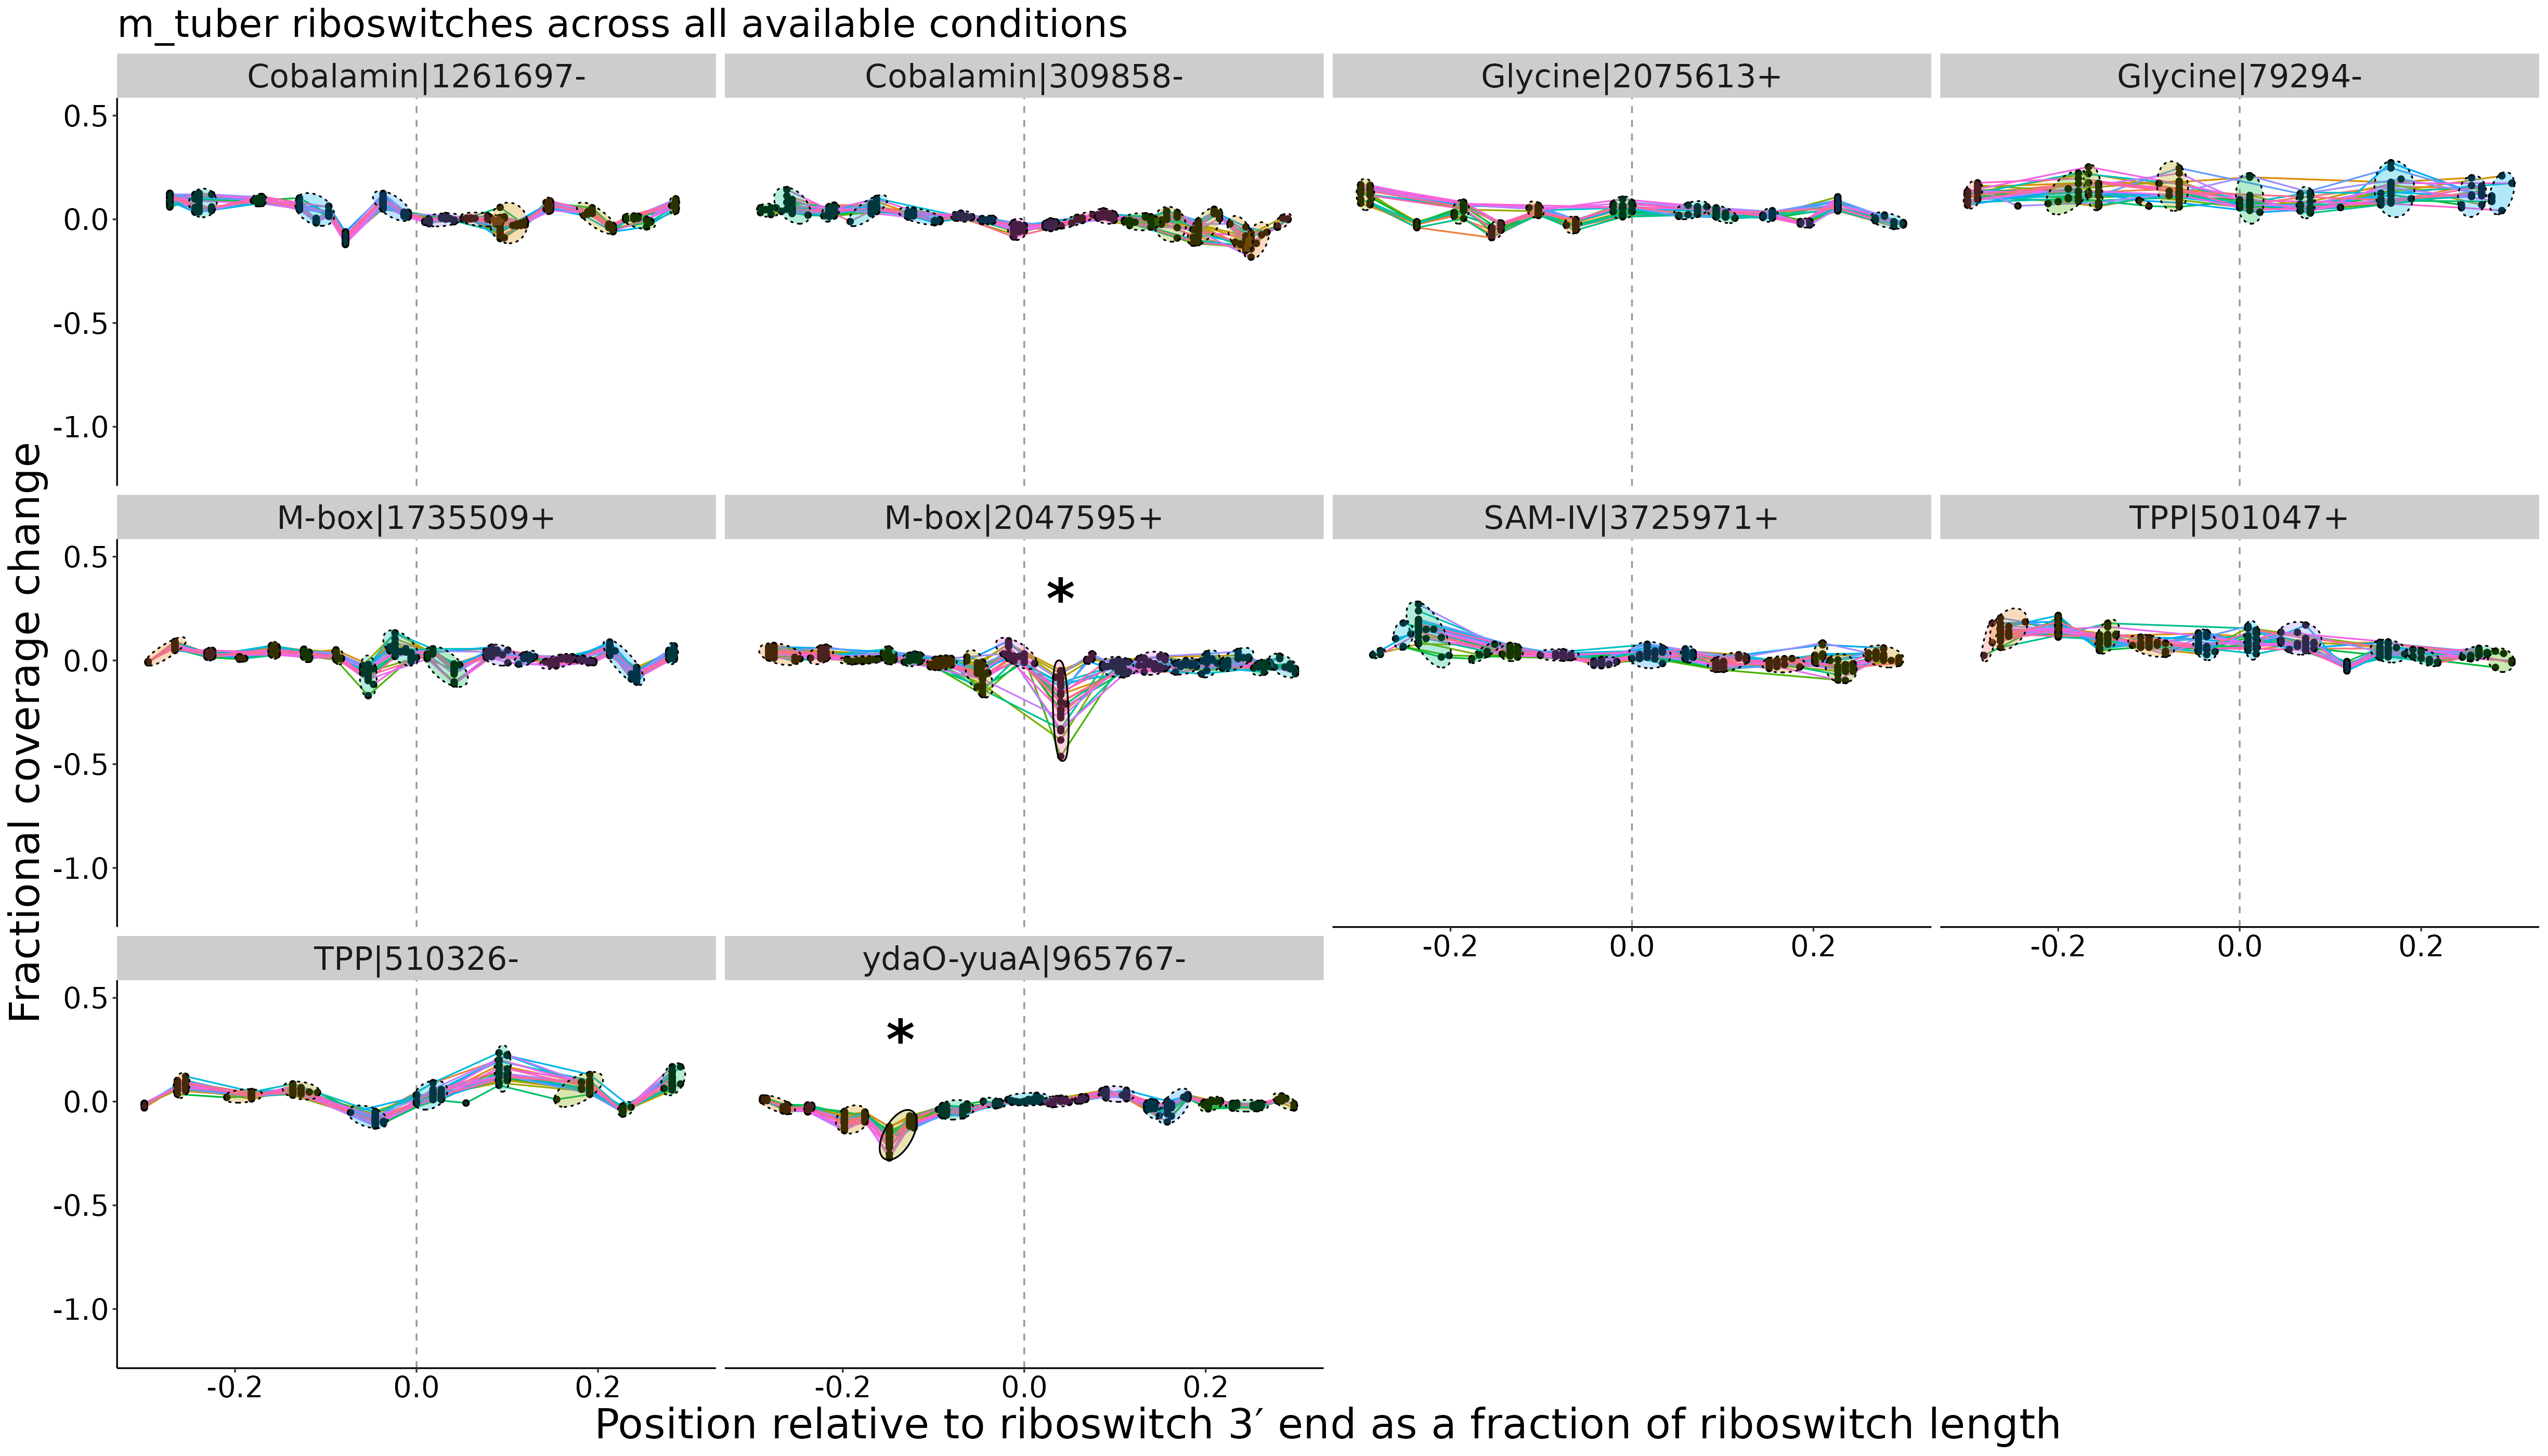 m_tuber riboswitches across all available conditions
Cobalamin|1261697-
Cobalamin|309858-
Glycine|2075613+
Glycine|79294-
0.5
0.0
-0.5
-1.0
M-box|1735509+
M-box|2047595+
SAM-IV|3725971+
TPP|501047+
0.5
0.0
-0.5
-1.0
*
-0.2 0.0 0.2
-0.2 0.0 0.2
TPP|510326-
ydaO-yuaA|965767-
0.5
0.0
-0.5
-1.0
*
-0.2 0.0 0.2
-0.2 0.0 0.2
Fractional coverage change
Position relative to riboswitch 3′ end as a fraction of riboswitch length